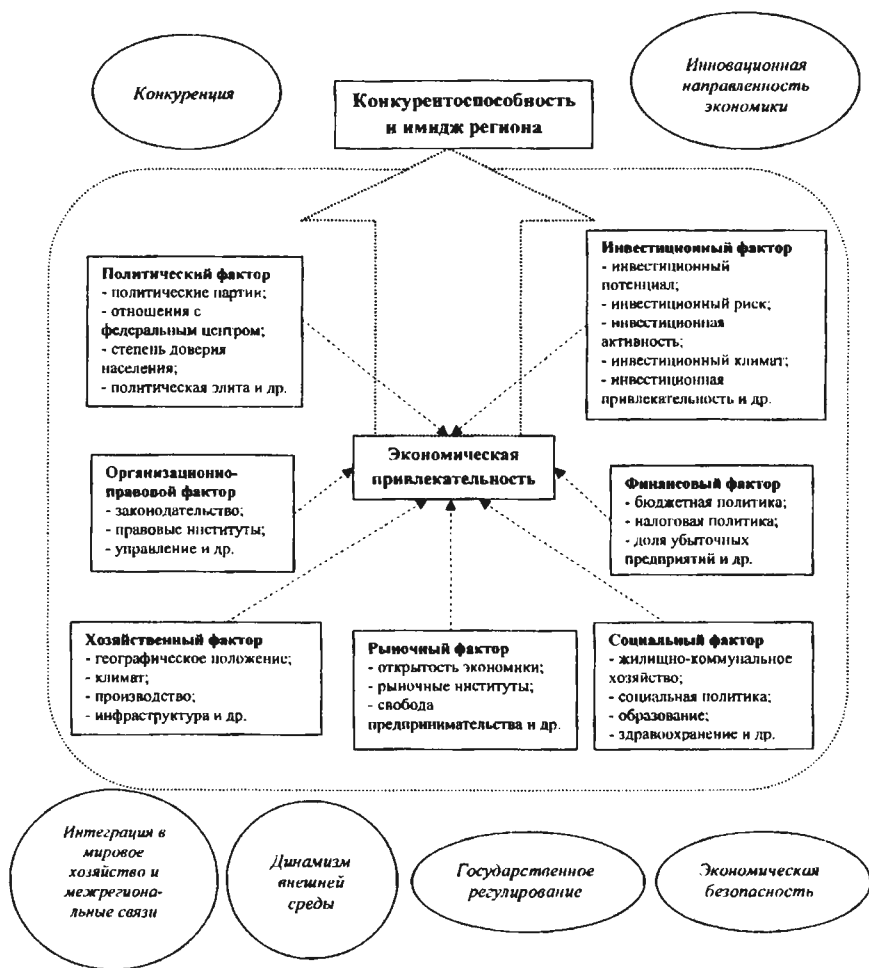 Конкуренция
Конкурентоспособность
и имидж региона
Инновационная
направленность
экономики
Политический фактор
- политические партии;
- отношения с
федеральным центром;
- степень доверия
населения;
- политическая элита и др.
Инвестиционный фактор
- инвестиционный
потенциал;
- инвестиционный риск;
- инвестиционная
активность;
- инвестиционный климат;
- инвестиционная
привлекательность и др.
Экономическая
привлекательность
Организационно-
правовой фактор
- законодательство;
- правовые институты;
- управление и др.
Финансовый фактор
- бюджетная политика;
- налоговая политика;
- доля убыточных
предприятий и др.
Хозяйственный фактор
- географическое положение;
- климат;
- производство;
- инфраструктура и др.
Рыночный фактор
- открытость экономики;
- рыночные институты;
- свобода
предпринимательства и др.
Социальный фактор
- жилищно-коммунальное
хозяйство;
- социальная политика;
- образование;
- здравоохранение и др.
Интеграция в
мировое
хозяйство и
межрегиона-
льные связи
Динамизм
внешней
среды
Государственное
регулирование
Экономическая
безопасность